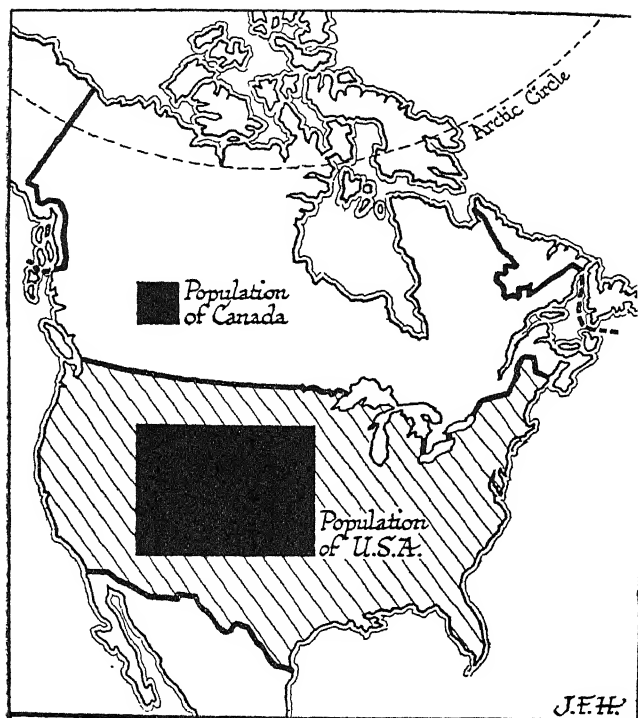 Arctic Circle
Population
of Canada
Population
of U.S.A.
J.F.H.